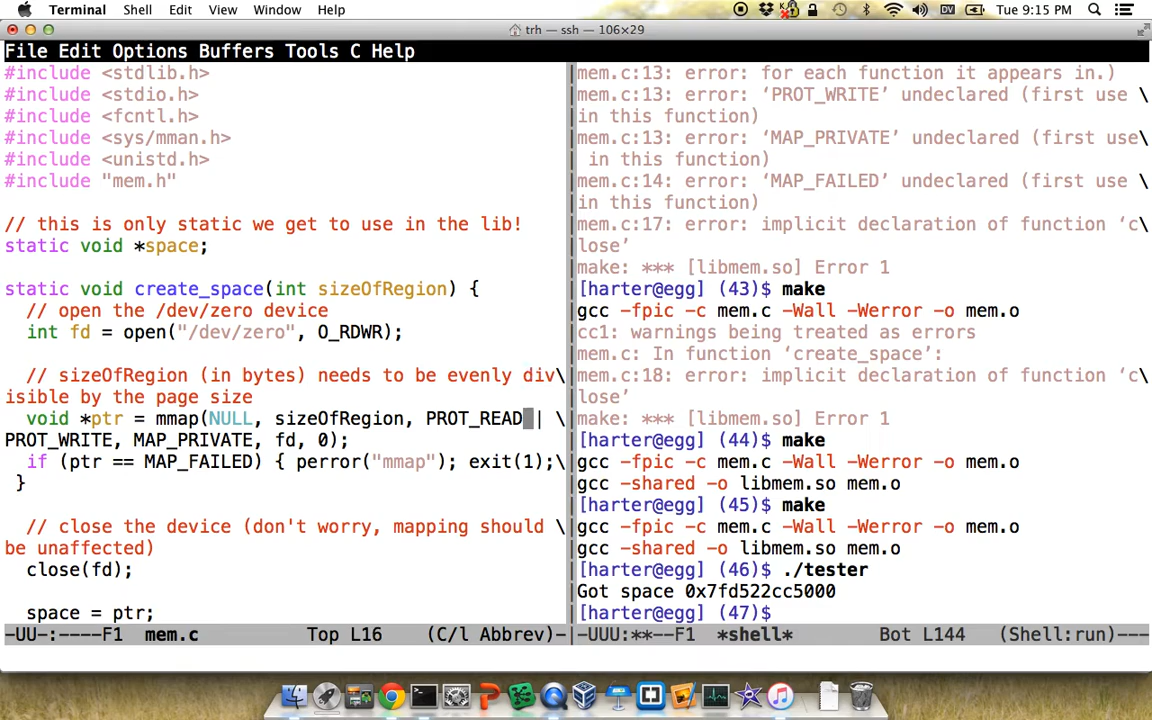 Terminal Shell Edit View Window Help Tue 9:15 PM
trh — ssh — 106×29
File Edit Options Buffers Tools C Help
#include <stdlib.h>
#include <stdio.h>
#include <fcntl.h>
#include <sys/mman.h>
#include <unistd.h>
#include "mem.h"
// this is only static we get to use in the lib!
static void *space;
static void create_space(int sizeOfRegion) {
// open the /dev/zero device
int fd = open("/dev/zero", O_RDWR);
// sizeOfRegion (in bytes) needs to be evenly div\
isible by the page size
void *ptr = mmap(NULL, sizeOfRegion, PROT_READ | \
PROT_WRITE, MAP_PRIVATE, fd, 0);
if (ptr == MAP_FAILED) { perror("mmap"); exit(1);\
}
// close the device (don't worry, mapping should \
be unaffected)
close(fd);
space = ptr;
-UU-:----F1 mem.c Top L16 (C/l Abbrev)-
mem.c:13: error: for each function it appears in.)
mem.c:13: error: ‘PROT_WRITE’ undeclared (first use \
in this function)
mem.c:13: error: ‘MAP_PRIVATE’ undeclared (first use\
in this function)
mem.c:14: error: ‘MAP_FAILED’ undeclared (first use \
in this function)
mem.c:17: error: implicit declaration of function ‘c\
lose’
make: *** [libmem.so] Error 1
[harter@egg] (43)$ make
gcc -fpic -c mem.c -Wall -Werror -o mem.o
cc1: warnings being treated as errors
mem.c: In function ‘create_space’:
mem.c:18: error: implicit declaration of function ‘c\
lose’
make: *** [libmem.so] Error 1
[harter@egg] (44)$ make
gcc -fpic -c mem.c -Wall -Werror -o mem.o
gcc -shared -o libmem.so mem.o
[harter@egg] (45)$ make
gcc -fpic -c mem.c -Wall -Werror -o mem.o
gcc -shared -o libmem.so mem.o
[harter@egg] (46)$ ./tester
Got space 0x7fd522cc5000
[harter@egg] (47)$
-UUU:**--F1 *shell* Bot L144 (Shell:run)---